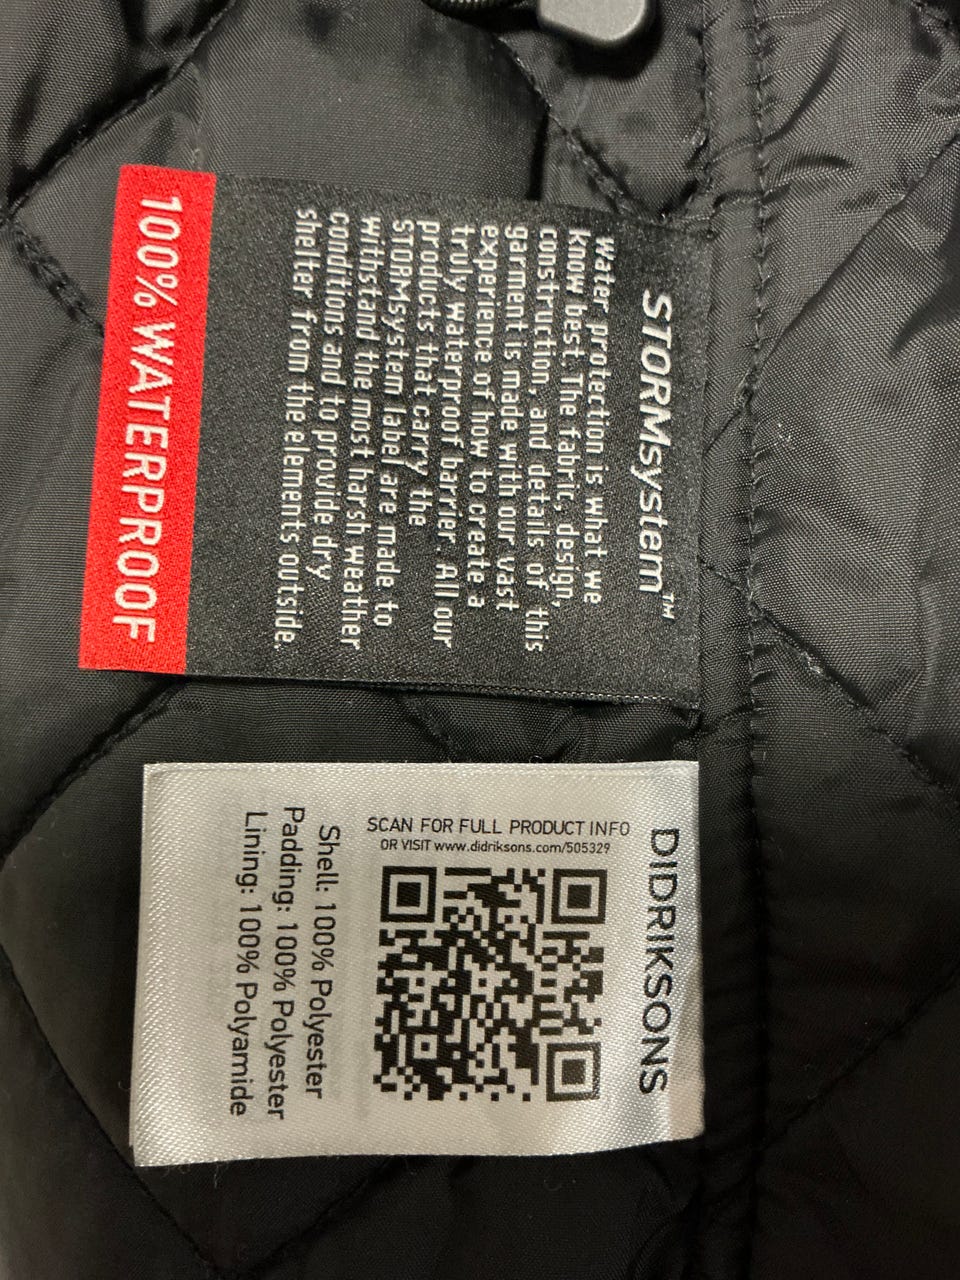 STORMsystem™
Water protection is what we
know best. The fabric, design,
construction, and details of this
garment is made with our vast
experience of how to create a
truly waterproof barrier. All our
products that carry the
STORMsystem label are made to
withstand the most harsh weather
conditions and to provide dry
shelter from the elements outside.
100% WATERPROOF
DIDRIKSONS
SCAN FOR FULL PRODUCT INFO
OR VISIT www.didriksons.com/505329
Shell: 100% Polyester
Padding: 100% Polyester
Lining: 100% Polyamide